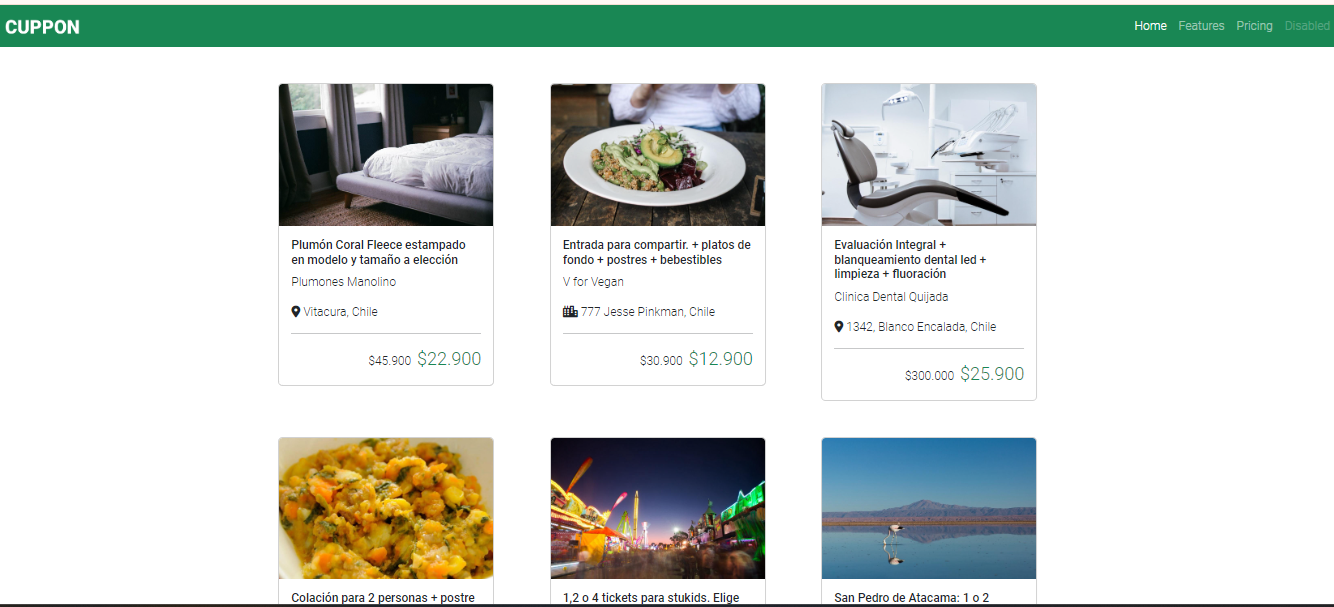 CUPPON
Home Features Pricing Disabled
Plumón Coral Fleece estampado
en modelo y tamaño a elección
Plumones Manolino
Vitacura, Chile
$45.900 $22.900
Entrada para compartir. + platos de
fondo + postres + bebestibles
V for Vegan
777 Jesse Pinkman, Chile
$30.900 $12.900
Evaluación Integral +
blanqueamiento dental led +
limpieza + fluoración
Clinica Dental Quijada
1342, Blanco Encalada, Chile
$300.000 $25.900
Colación para 2 personas + postre
1,2 o 4 tickets para stukids. Elige
San Pedro de Atacama: 1 o 2